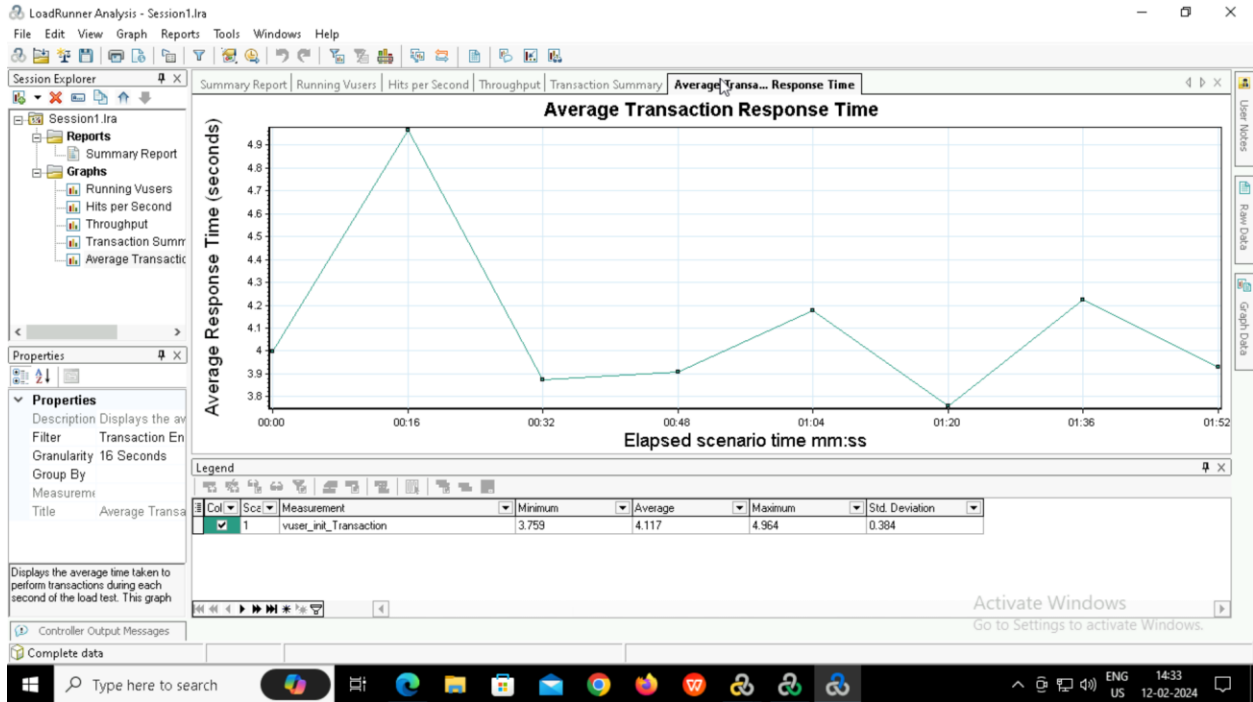 LoadRunner Analysis - Session1.lra
File Edit View Graph Reports Tools Windows Help
Session Explorer
Session1.lra
Reports
Summary Report
Graphs
Running Vusers
Hits per Second
Throughput
Transaction Summ
Average Transactic
Properties
Properties
Description Displays the av
Filter Transaction En
Granularity 16 Seconds
Group By
Measureme
Title Average Transa
Displays the average time taken to
perform transactions during each
second of the load test. This graph
Controller Output Messages
Complete data
Summary Report Running Vusers Hits per Second Throughput Transaction Summary Average Transa... Response Time
Average Transaction Response Time
Average Response Time (seconds)
4.9
4.8
4.7
4.6
4.5
4.4
4.3
4.2
4.1
4
3.9
3.8
00:00 00:16 00:32 00:48 01:04 01:20 01:36 01:52
Elapsed scenario time mm:ss
Legend
Col Sca Measurement Minimum Average Maximum Std. Deviation
1 vuser_init_Transaction 3.759 4.117 4.964 0.384
User Notes
Raw Data
Graph Data
Activate Windows
Go to Settings to activate Windows.
Type here to search
ENG
US
14:33
12-02-2024